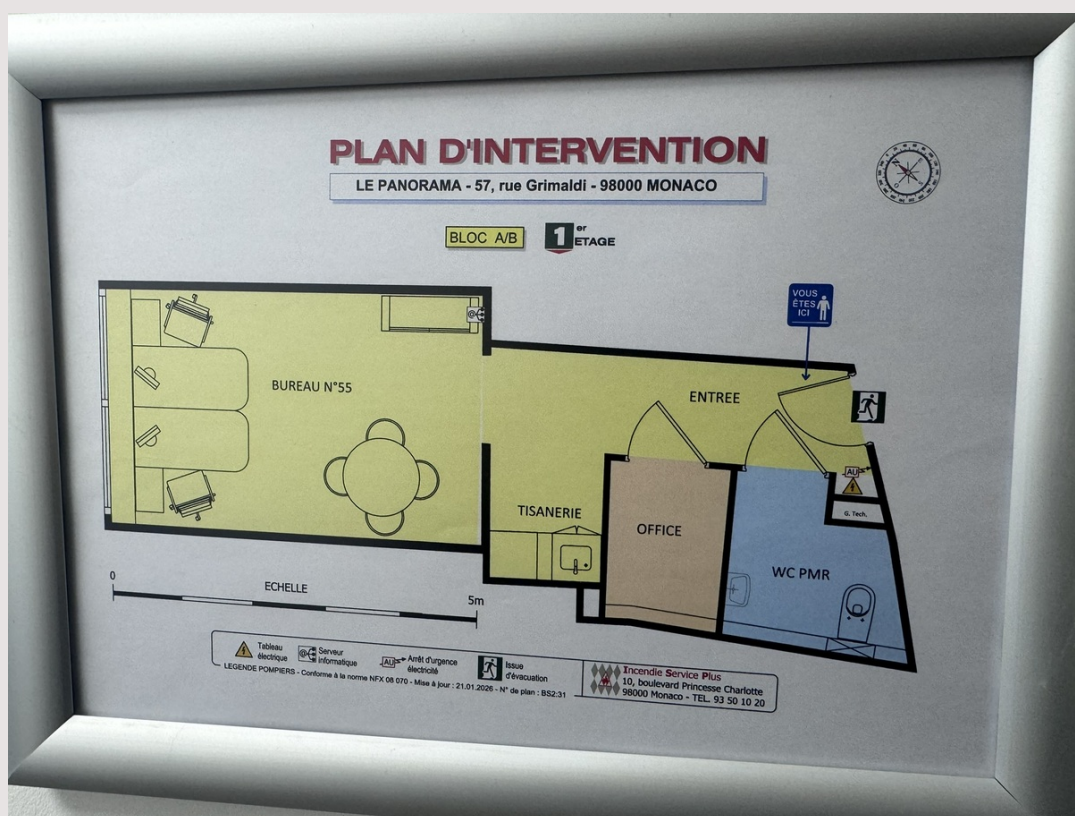 PLAN D'INTERVENTION
LE PANORAMA - 57, rue Grimaldi - 98000 MONACO
BLOC A/B
1er ETAGE
VOUS
ÊTES
ICI
BUREAU N°55
ENTREE
AU
G. Tech.
TISANERIE
OFFICE
WC PMR
ECHELLE
0
5m
Tableau
électrique
Serveur
informatique
AU
Arrêt d'urgence
électricité
Issue
d'évacuation
LEGENDE POMPIERS - Conforme à la norme NFX 08 070 - Mise à jour : 21.01.2026 - N° de plan : BS2:31
Incendie Service Plus
10, boulevard Princesse Charlotte
98000 Monaco - TEL. 93 50 10 20